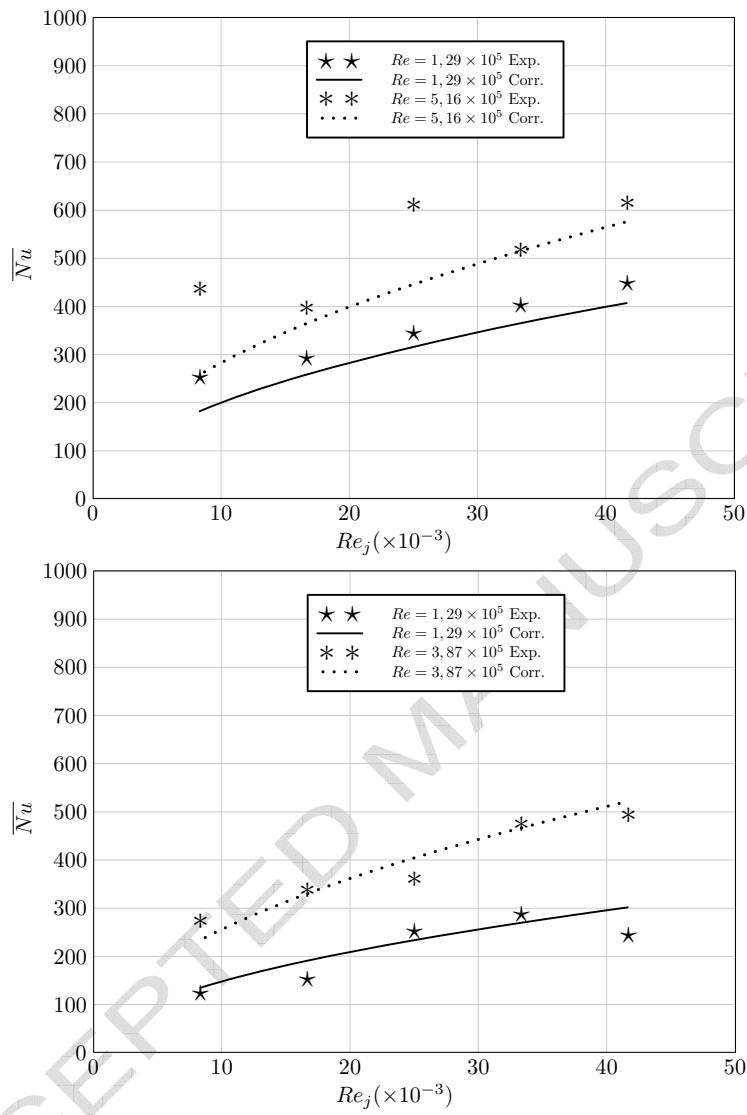 1000
900
800
700
600
500
400
300
200
100
0
0 10 20 30 40 50
Nu
Re_j(×10^{-3})
Re = 1,29 × 10^5 Exp.
Re = 1,29 × 10^5 Corr.
Re = 5,16 × 10^5 Exp.
Re = 5,16 × 10^5 Corr.
1000
900
800
700
600
500
400
300
200
100
0
0 10 20 30 40 50
Nu
Re_j(×10^{-3})
Re = 1,29 × 10^5 Exp.
Re = 1,29 × 10^5 Corr.
Re = 3,87 × 10^5 Exp.
Re = 3,87 × 10^5 Corr.
CEPTED MANUSC